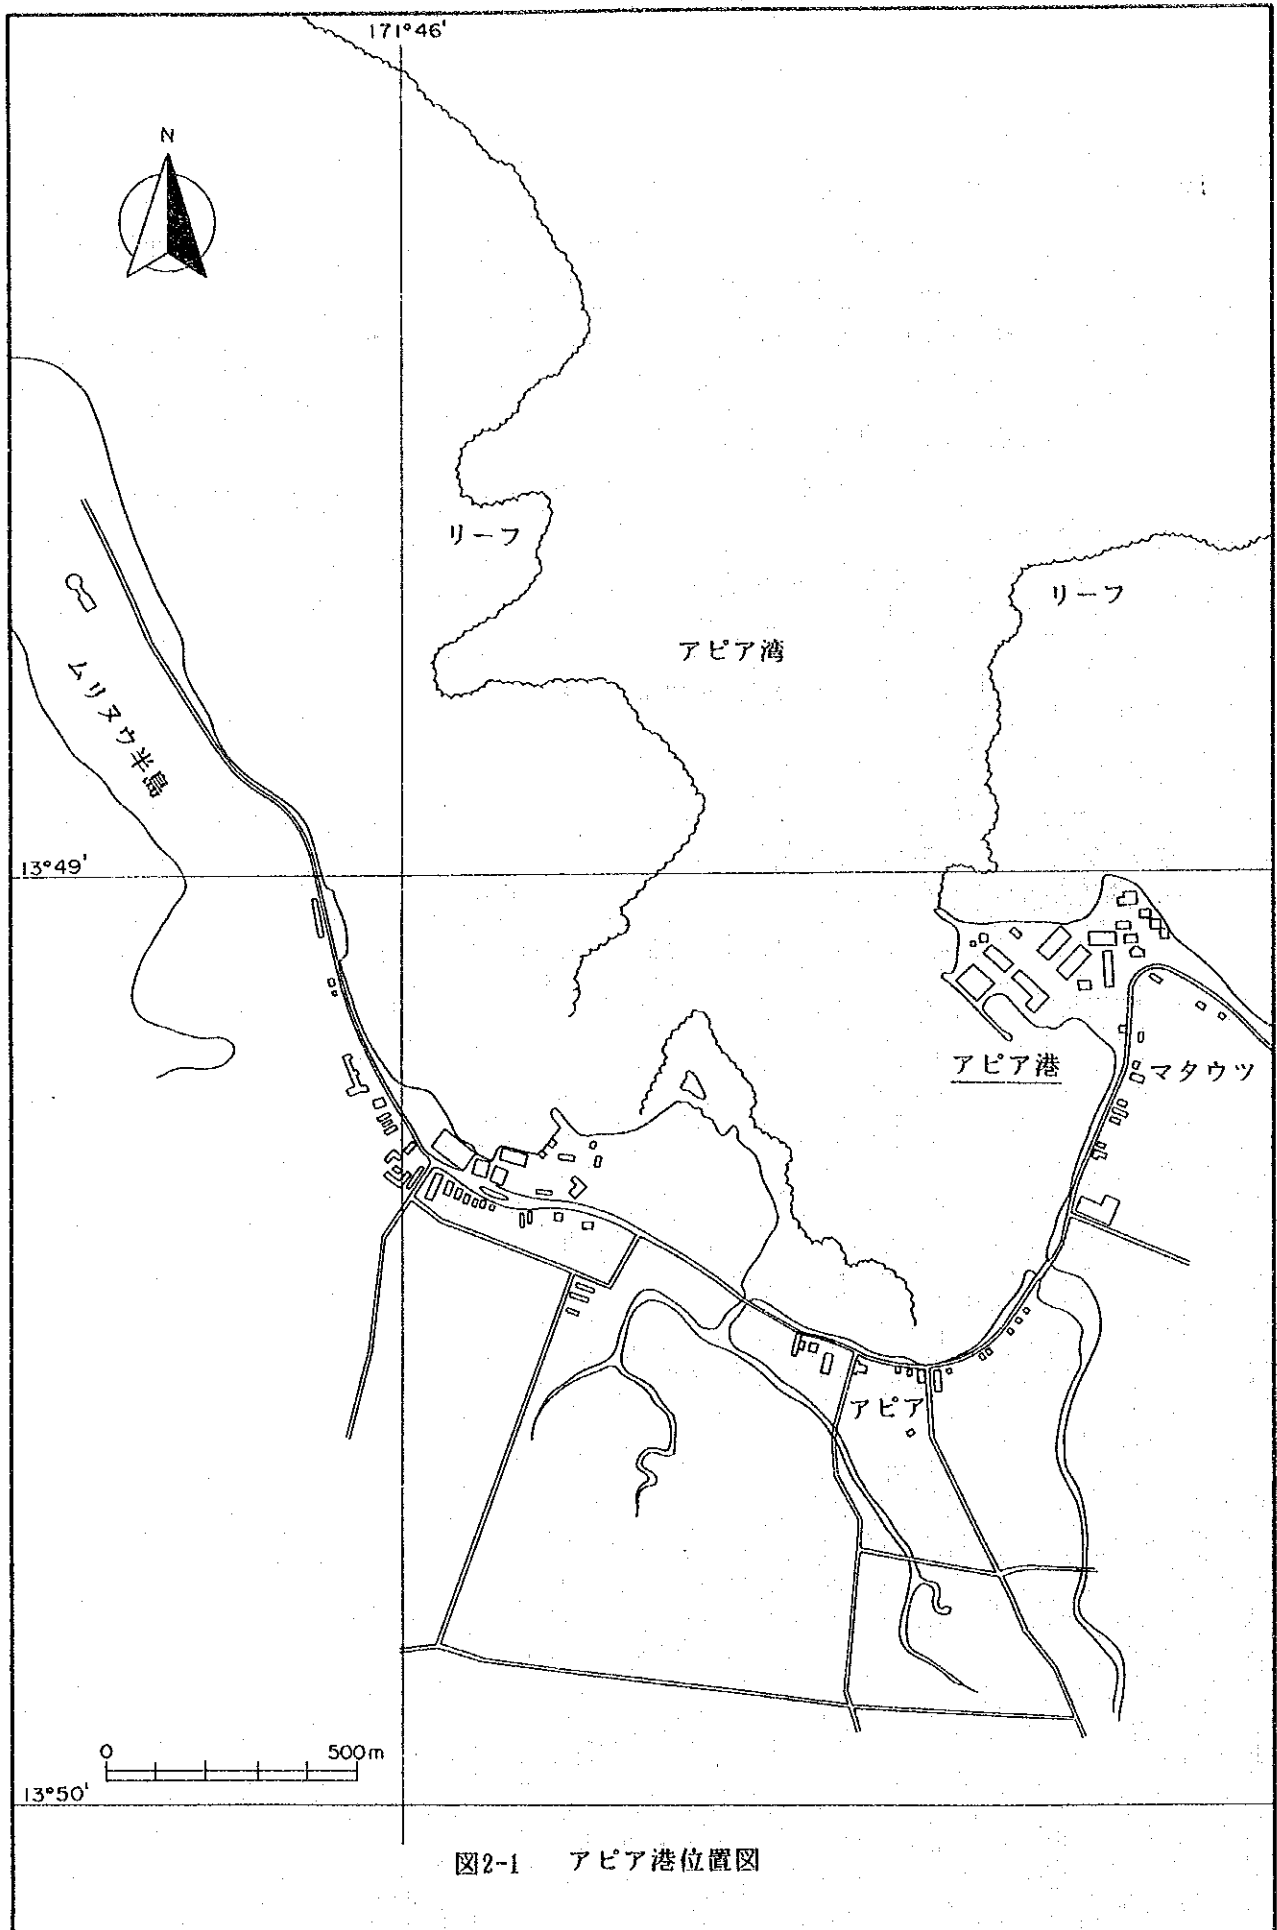 171°46'
N
リーフ
リーフ
アピア湾
ムリヌウ半島
13°49'
アピア港
マタウツ
アピア
0 500m
13°50'
図2-1 アピア港位置図